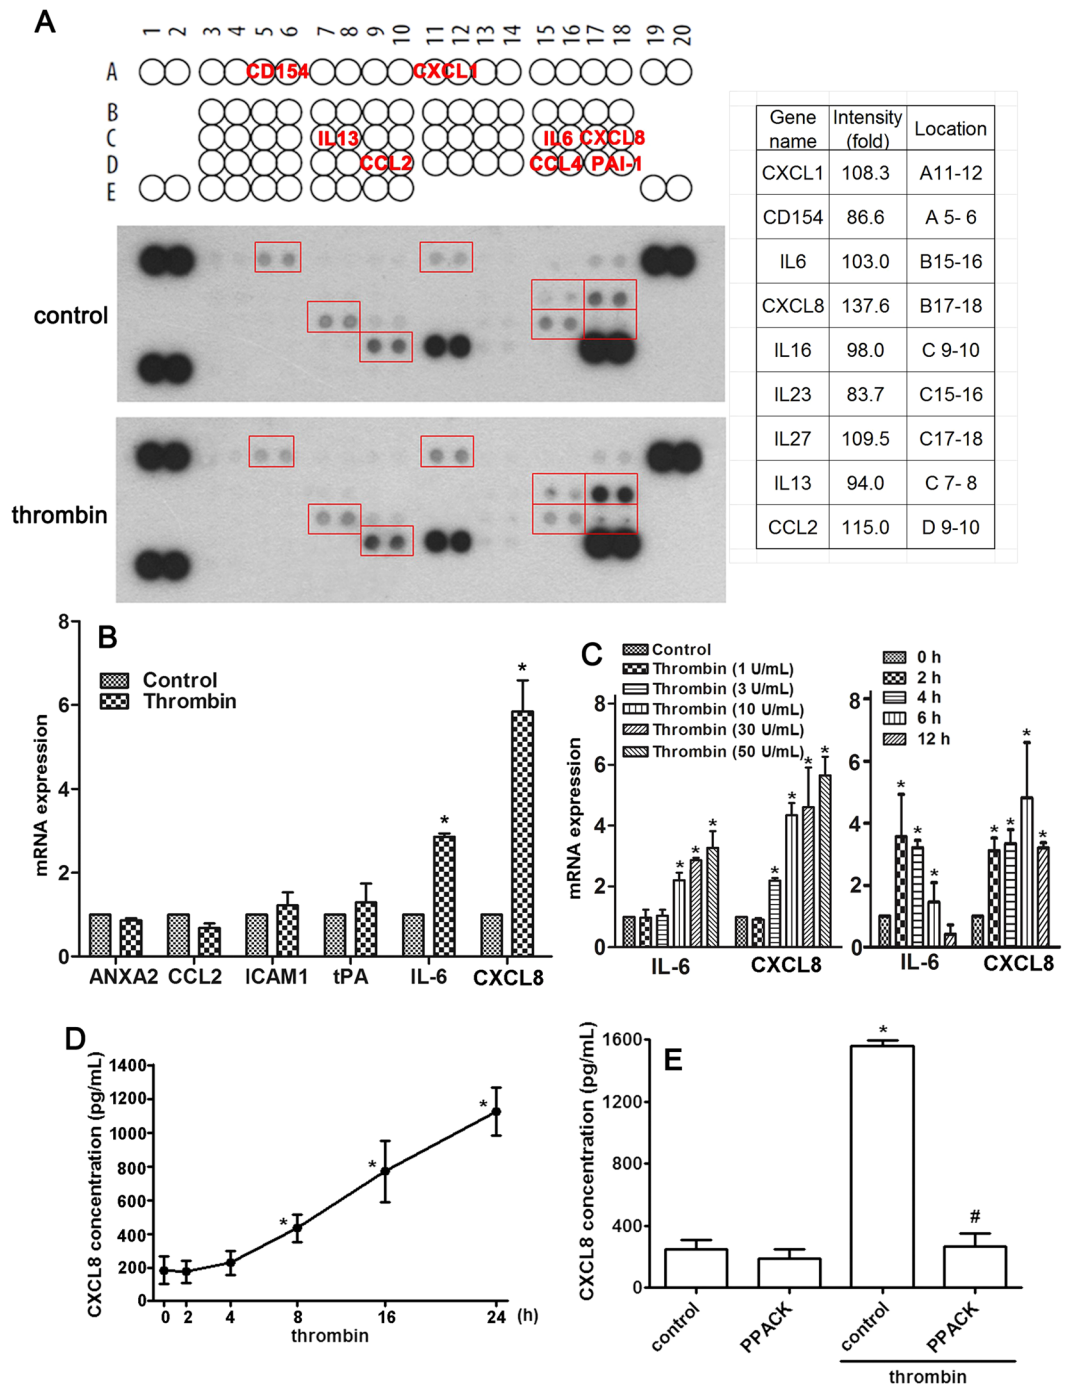 A
1 2 3 4 5 6 7 8 9 10 11 12 13 14 15 16 17 18 19 20
A CD154 CXCL1
B
C IL13 IL6 CXCL8
D CCL2 CCL4 PAI-1
E
control
thrombin
Gene name Intensity (fold) Location
CXCL1 108.3 A11-12
CD154 86.6 A 5- 6
IL6 103.0 B15-16
CXCL8 137.6 B17-18
IL16 98.0 C 9-10
IL23 83.7 C15-16
IL27 109.5 C17-18
IL13 94.0 C 7- 8
CCL2 115.0 D 9-10
B
Control
Thrombin
mRNA expression
8
6
4
2
0
* *
ANXA2 CCL2 ICAM1 tPA IL-6 CXCL8
C
Control
Thrombin (1 U/mL)
Thrombin (3 U/mL)
Thrombin (10 U/mL)
Thrombin (30 U/mL)
Thrombin (50 U/mL)
mRNA expression
8
6
4
2
0
* * * * * * *
IL-6 CXCL8
0 h
2 h
4 h
6 h
12 h
8
6
4
2
0
* * * * * * *
IL-6 CXCL8
D
CXCL8 concentration (pg/mL)
1400
1200
1000
800
600
400
200
0
* * *
0 2 4 8 16 24 (h)
thrombin
E
CXCL8 concentration (pg/mL)
1600
1200
800
400
0
* #
control PPACK control PPACK
thrombin